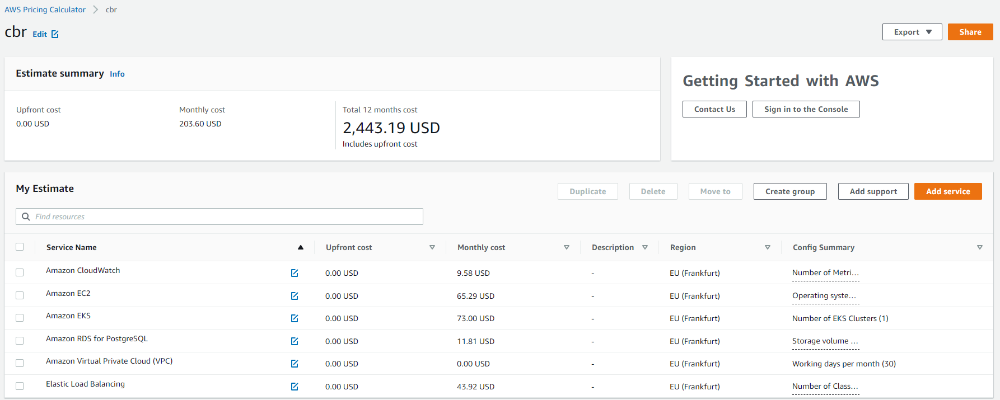 AWS Pricing Calculator > cbr
cbr Edit
Export Share
Estimate summary Info
Upfront cost
0.00 USD
Monthly cost
203.60 USD
Total 12 months cost
2,443.19 USD
Includes upfront cost
Getting Started with AWS
Contact Us Sign in to the Console
My Estimate
Duplicate Delete Move to Create group Add support Add service
Find resources
Service Name Upfront cost Monthly cost Description Region Config Summary
Amazon CloudWatch 0.00 USD 9.58 USD - EU (Frankfurt) Number of Metri...
Amazon EC2 0.00 USD 65.29 USD - EU (Frankfurt) Operating syste...
Amazon EKS 0.00 USD 73.00 USD - EU (Frankfurt) Number of EKS Clusters (1)
Amazon RDS for PostgreSQL 0.00 USD 11.81 USD - EU (Frankfurt) Storage volume ...
Amazon Virtual Private Cloud (VPC) 0.00 USD 0.00 USD - EU (Frankfurt) Working days per month (30)
Elastic Load Balancing 0.00 USD 43.92 USD - EU (Frankfurt) Number of Class...